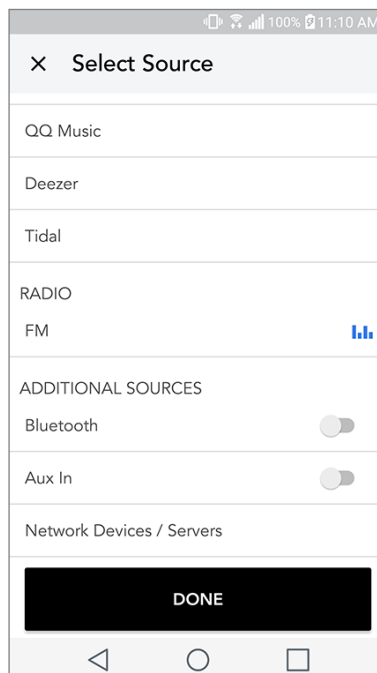 100% 11:10 AM
Select Source
QQ Music
Deezer
Tidal
RADIO
FM
ADDITIONAL SOURCES
Bluetooth
Aux In
Network Devices / Servers
DONE